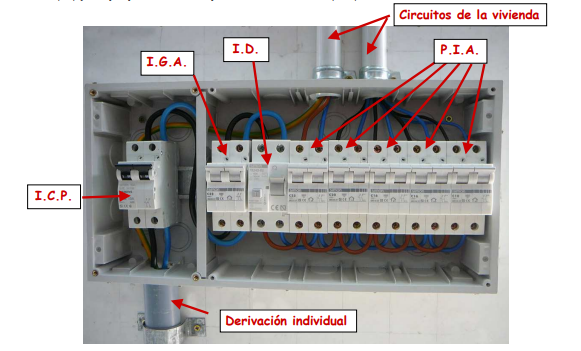 Circuitos de la vivienda
I.D.
P.I.A.
I.G.A.
I.C.P.
Derivación individual